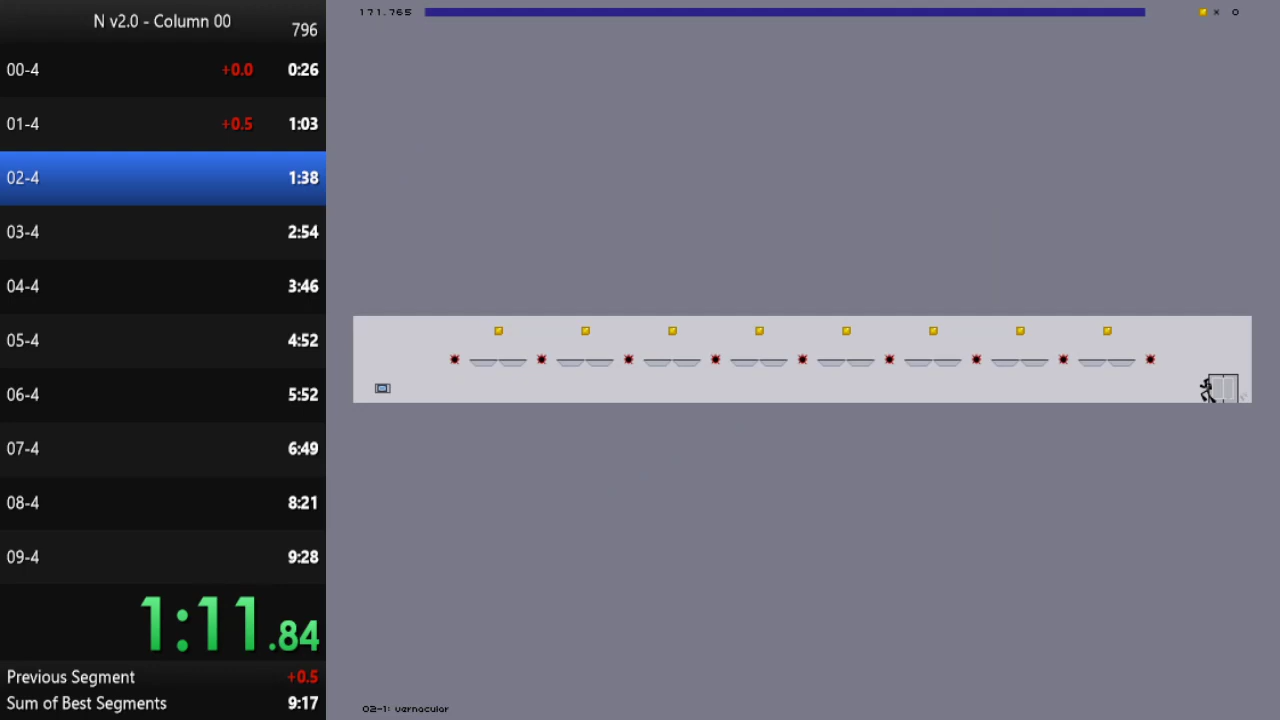 N v2.0 - Column 00
796
00-4 +0.0 0:26
01-4 +0.5 1:03
02-4 1:38
03-4 2:54
04-4 3:46
05-4 4:52
06-4 5:52
07-4 6:49
08-4 8:21
09-4 9:28
1:11.84
Previous Segment +0.5
Sum of Best Segments 9:17
171.765
× 0
02-1: vernacular